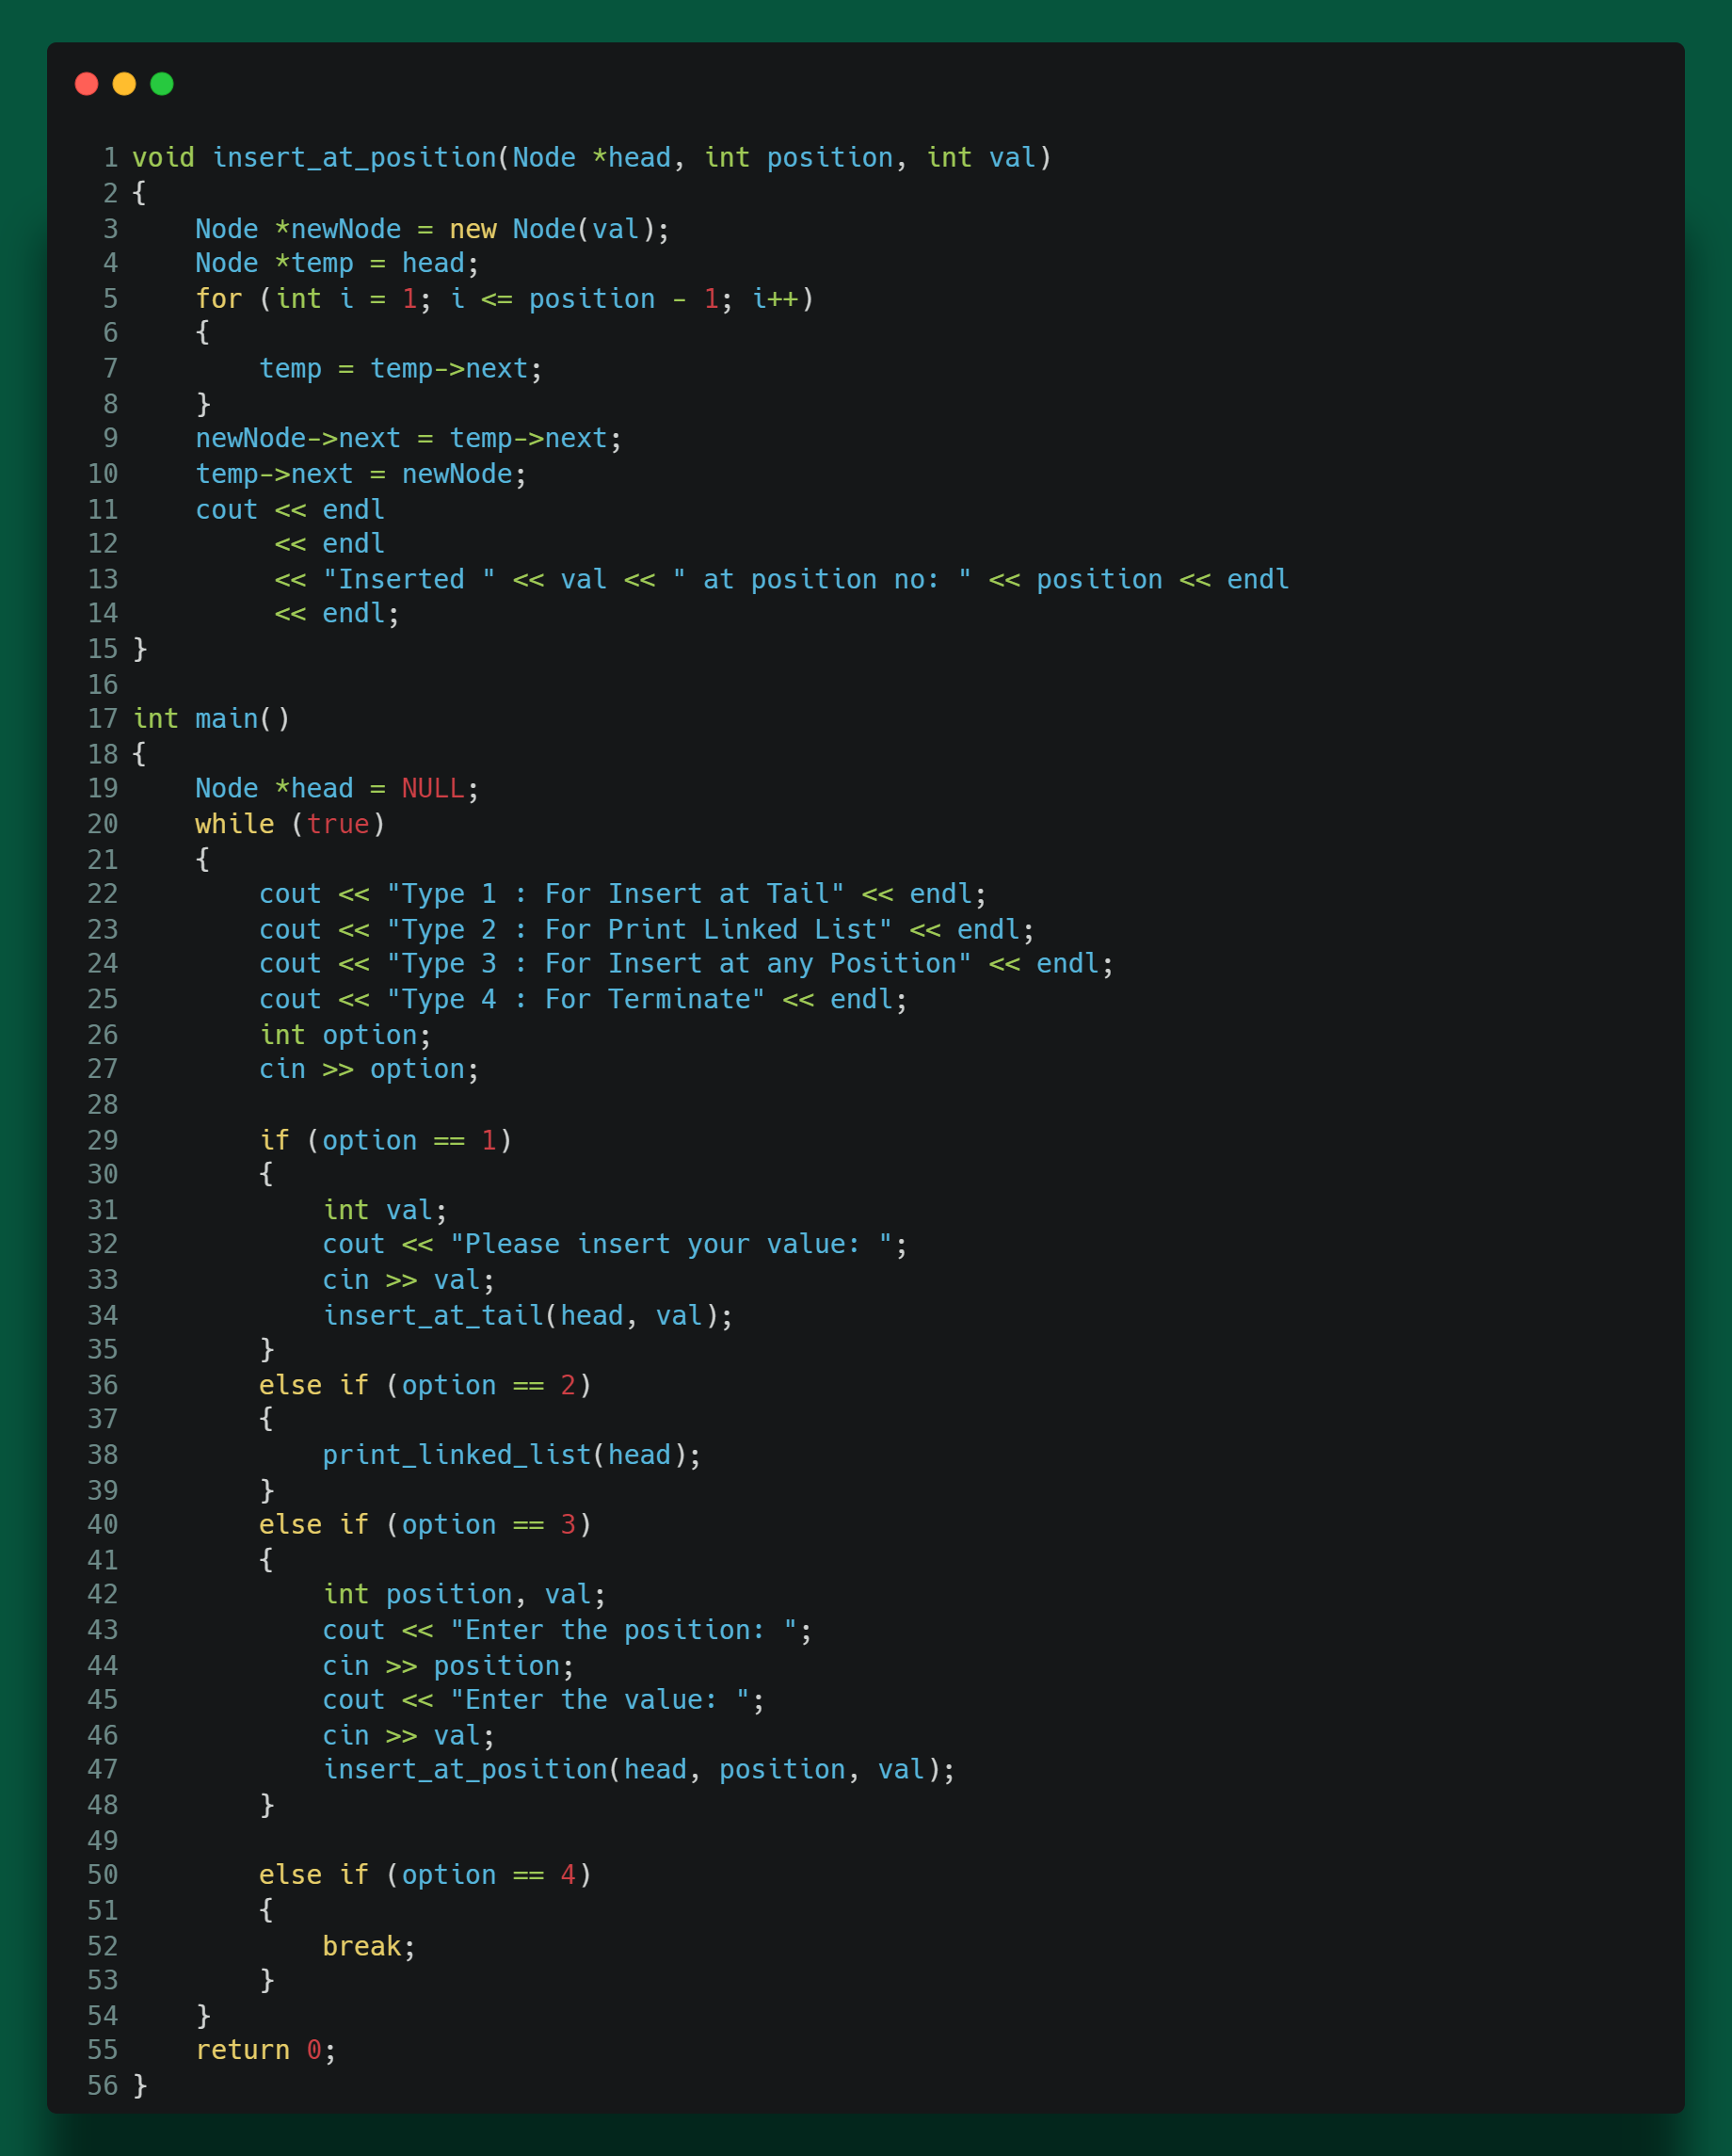 1 void insert_at_position(Node *head, int position, int val)
2 {
3     Node *newNode = new Node(val);
4     Node *temp = head;
5     for (int i = 1; i <= position - 1; i++)
6     {
7         temp = temp->next;
8     }
9     newNode->next = temp->next;
10     temp->next = newNode;
11     cout << endl
12          << endl
13          << "Inserted " << val << " at position no: " << position << endl
14          << endl;
15 }
16
17 int main()
18 {
19     Node *head = NULL;
20     while (true)
21     {
22         cout << "Type 1 : For Insert at Tail" << endl;
23         cout << "Type 2 : For Print Linked List" << endl;
24         cout << "Type 3 : For Insert at any Position" << endl;
25         cout << "Type 4 : For Terminate" << endl;
26         int option;
27         cin >> option;
28
29         if (option == 1)
30         {
31             int val;
32             cout << "Please insert your value: ";
33             cin >> val;
34             insert_at_tail(head, val);
35         }
36         else if (option == 2)
37         {
38             print_linked_list(head);
39         }
40         else if (option == 3)
41         {
42             int position, val;
43             cout << "Enter the position: ";
44             cin >> position;
45             cout << "Enter the value: ";
46             cin >> val;
47             insert_at_position(head, position, val);
48         }
49
50         else if (option == 4)
51         {
52             break;
53         }
54     }
55     return 0;
56 }